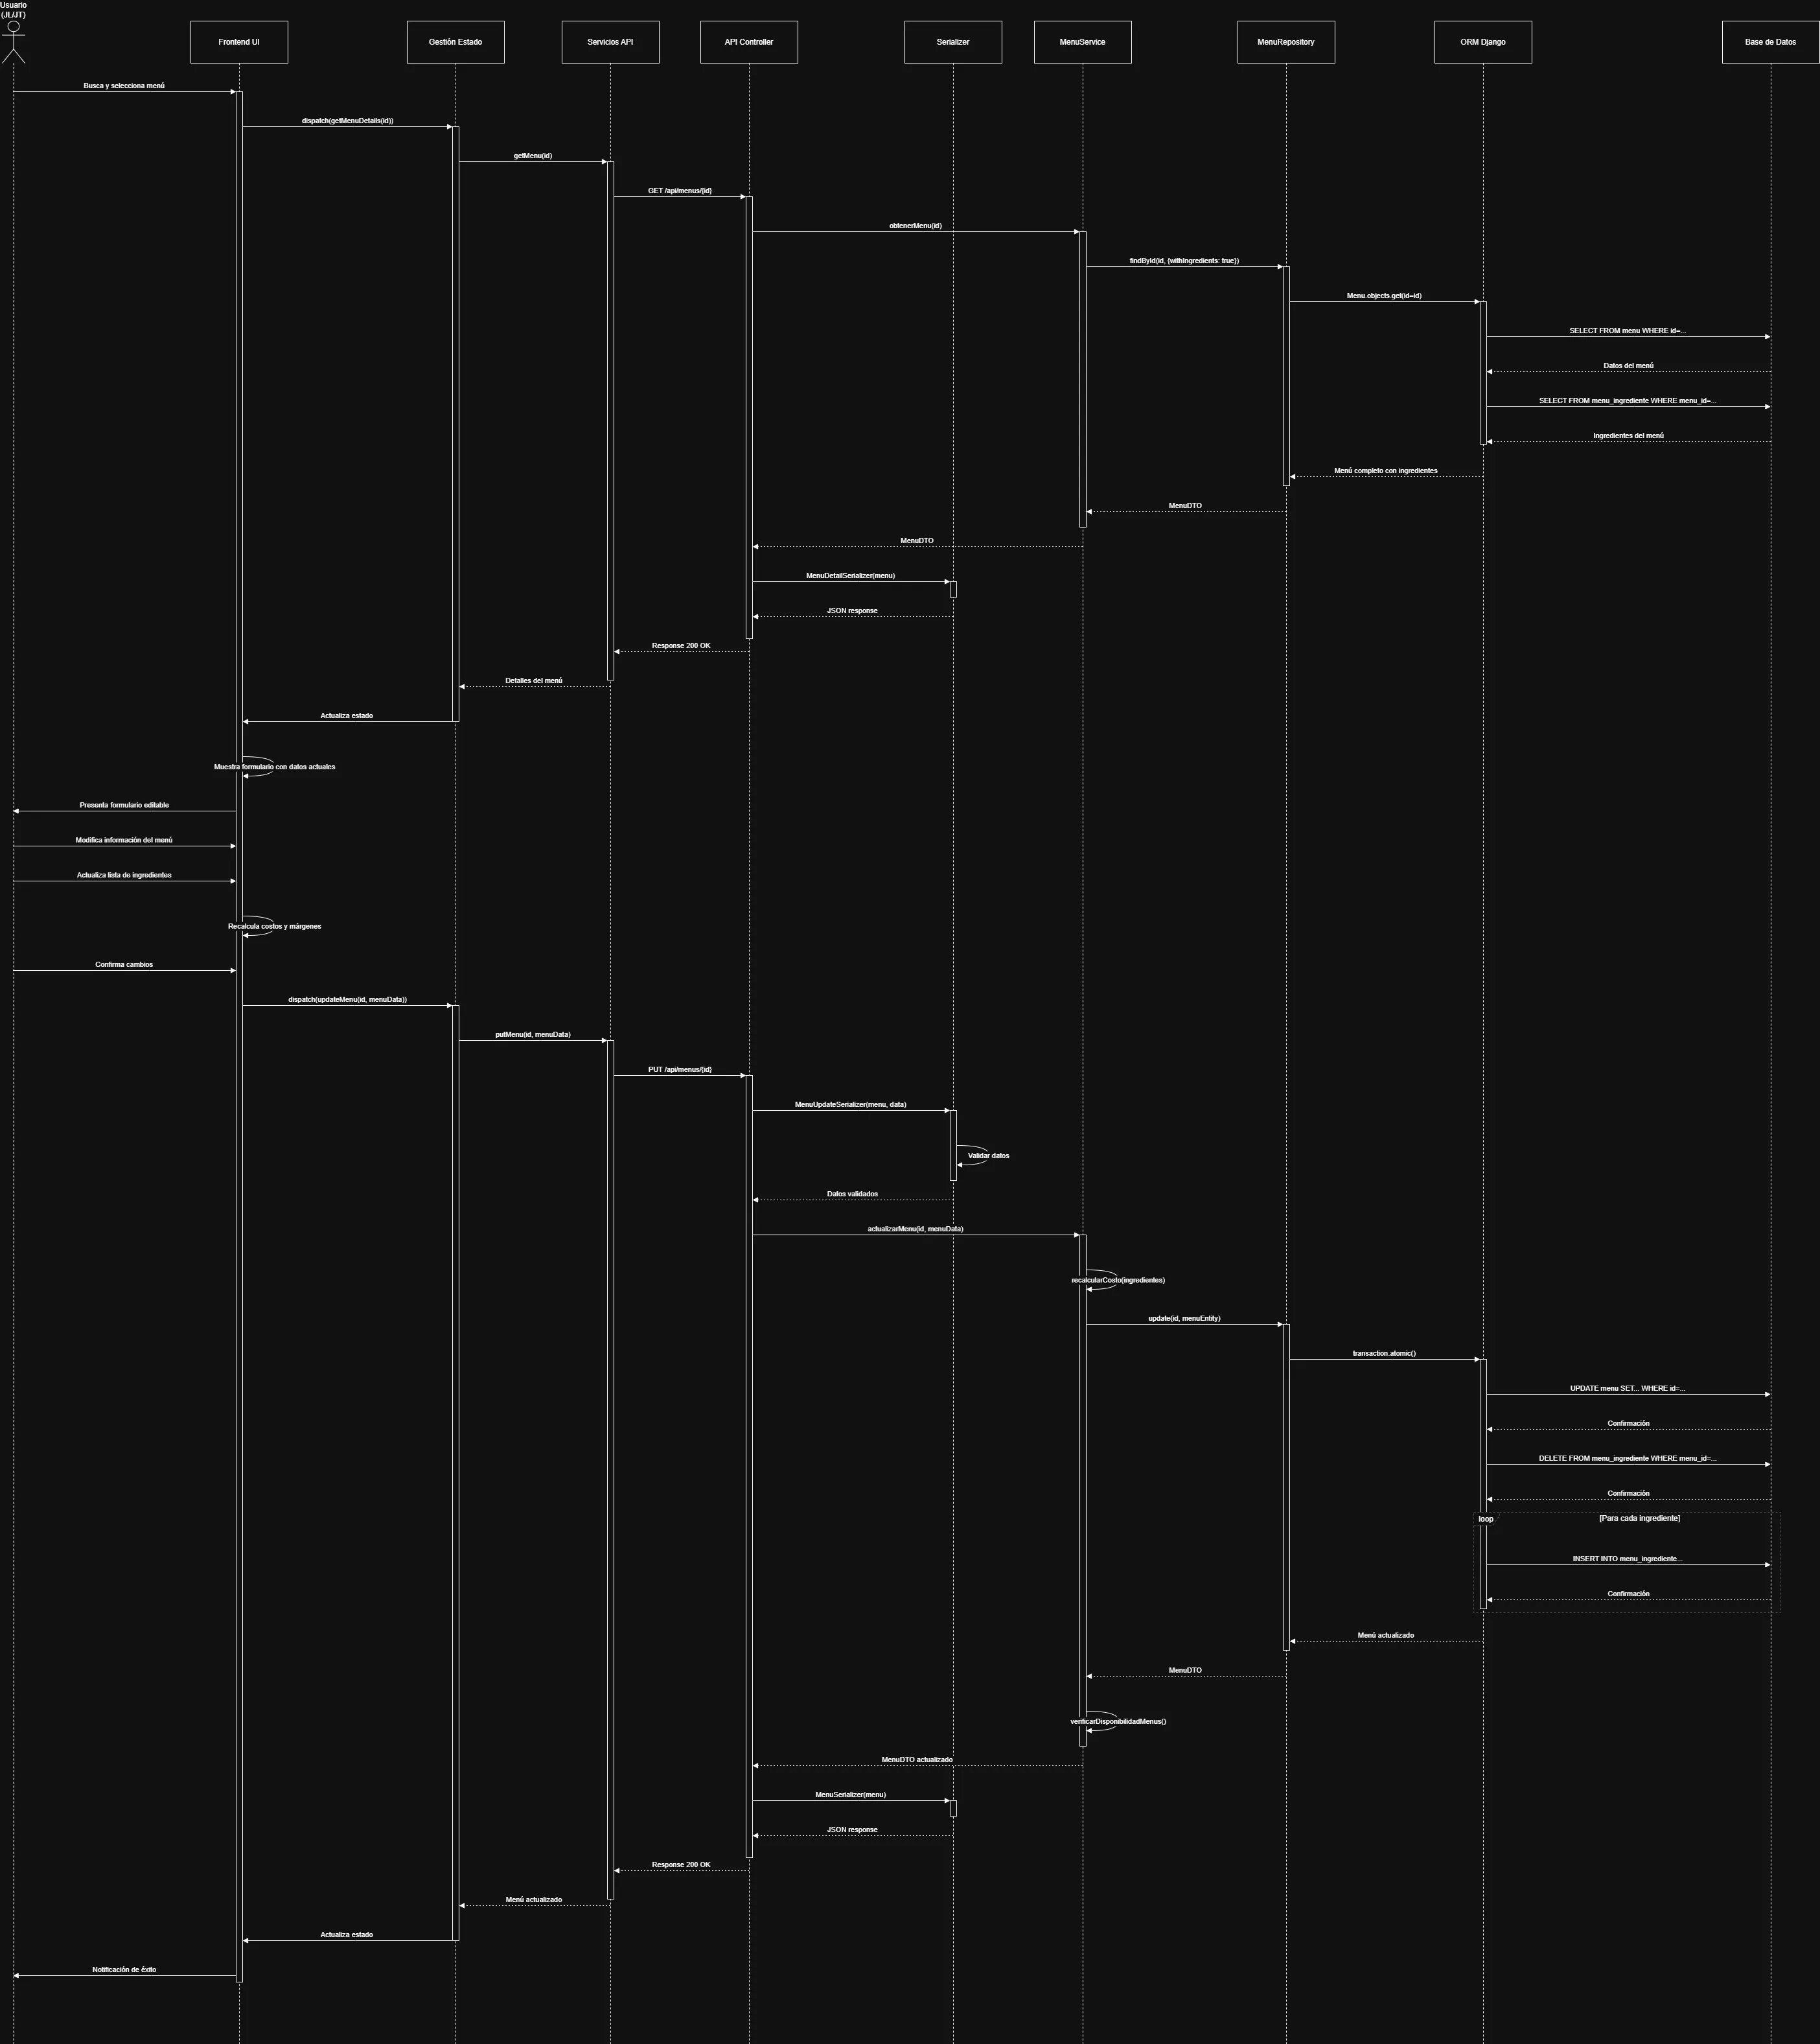 Usuario
(JL/JT)
Frontend UI
Gestión Estado
Servicios API
API Controller
Serializer
MenuService
MenuRepository
ORM Django
Base de Datos
Busca y selecciona menú
dispatch(getMenuDetails(id))
getMenu(id)
GET /api/menus/{id}
obtenerMenu(id)
findById(id, {withIngredients: true})
Menu.objects.get(id=id)
SELECT FROM menu WHERE id=...
Datos del menú
SELECT FROM menu_ingrediente WHERE menu_id=...
Ingredientes del menú
Menú completo con ingredientes
MenuDTO
MenuDTO
MenuDetailSerializer(menu)
JSON response
Response 200 OK
Detalles del menú
Actualiza estado
Muestra formulario con datos actuales
Presenta formulario editable
Modifica información del menú
Actualiza lista de ingredientes
Recalcula costos y márgenes
Confirma cambios
dispatch(updateMenu(id, menuData))
putMenu(id, menuData)
PUT /api/menus/{id}
MenuUpdateSerializer(menu, data)
Validar datos
Datos validados
actualizarMenu(id, menuData)
recalcularCosto(ingredientes)
update(id, menuEntity)
transaction.atomic()
UPDATE menu SET... WHERE id=...
Confirmación
DELETE FROM menu_ingrediente WHERE menu_id=...
Confirmación
loop
[Para cada ingrediente]
INSERT INTO menu_ingrediente...
Confirmación
Menú actualizado
MenuDTO
verificarDisponibilidadMenus()
MenuDTO actualizado
MenuSerializer(menu)
JSON response
Response 200 OK
Menú actualizado
Actualiza estado
Notificación de éxito